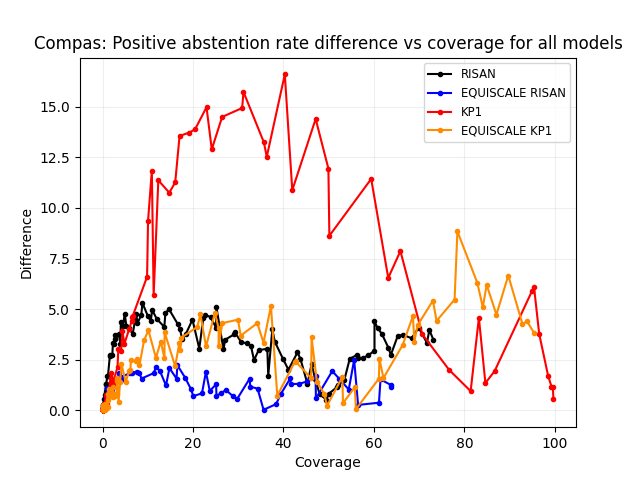 Compas: Positive abstention rate difference vs coverage for all models
RISAN
EQUISCALE RISAN
KP1
EQUISCALE KP1
Difference
15.0
12.5
10.0
7.5
5.0
2.5
0.0
0 20 40 60 80 100
Coverage